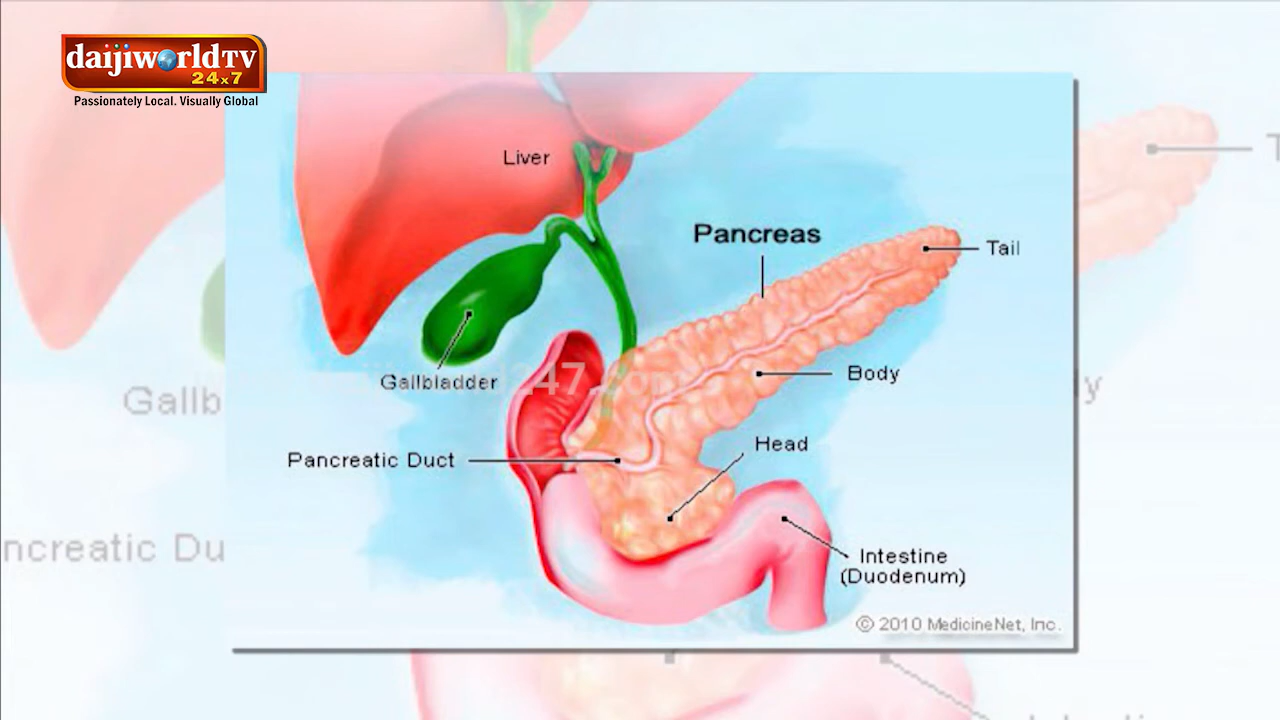 daijiworldTV
24x7
Passionately Local. Visually Global
Liver
Pancreas
Tail
Gallbladder
Body
Pancreatic Duct
Head
Intestine
(Duodenum)
© 2010 MedicineNet, Inc.
Gallb
ncreatic Du